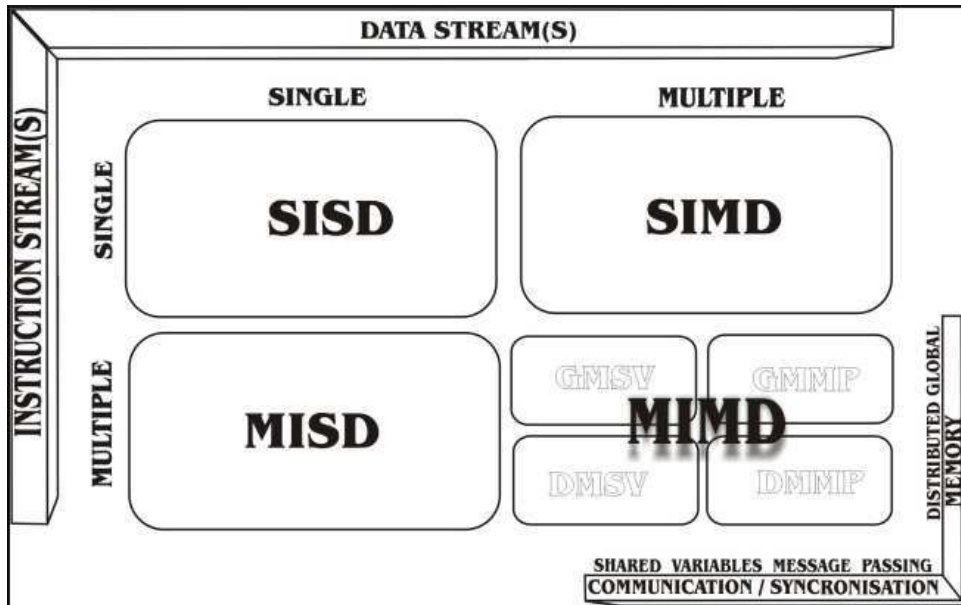 DATA STREAM(S)
SINGLE
MULTIPLE
INSTRUCTION STREAM(S)
SINGLE
SISD
SIMD
MULTIPLE
MISD
GMSV
GMMP
MIMD
DMSV
DMMP
DISTRIBUTED GLOBAL
MEMORY
SHARED VARIABLES MESSAGE PASSING
COMMUNICATION / SYNCRONISATION